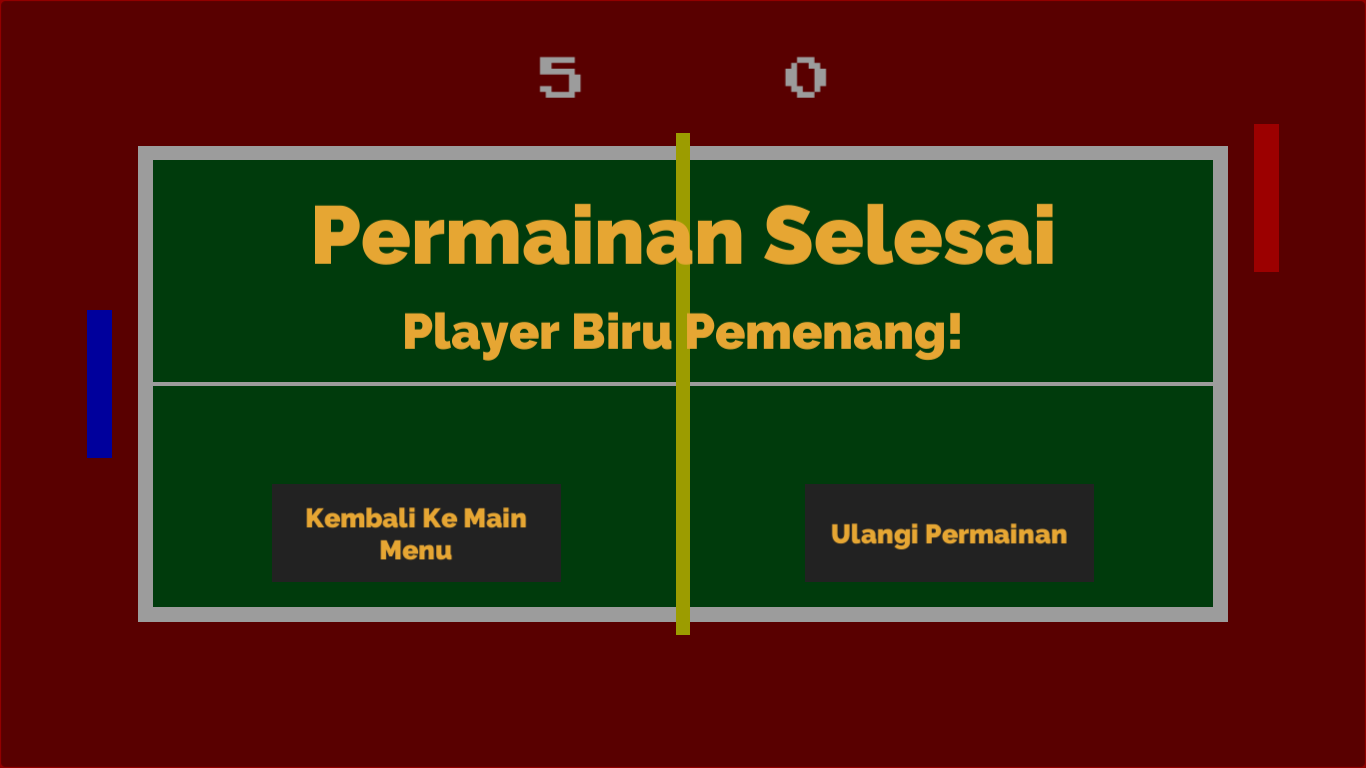 5 0
Permainan Selesai
Player Biru Pemenang!
Kembali Ke Main
Menu
Ulangi Permainan